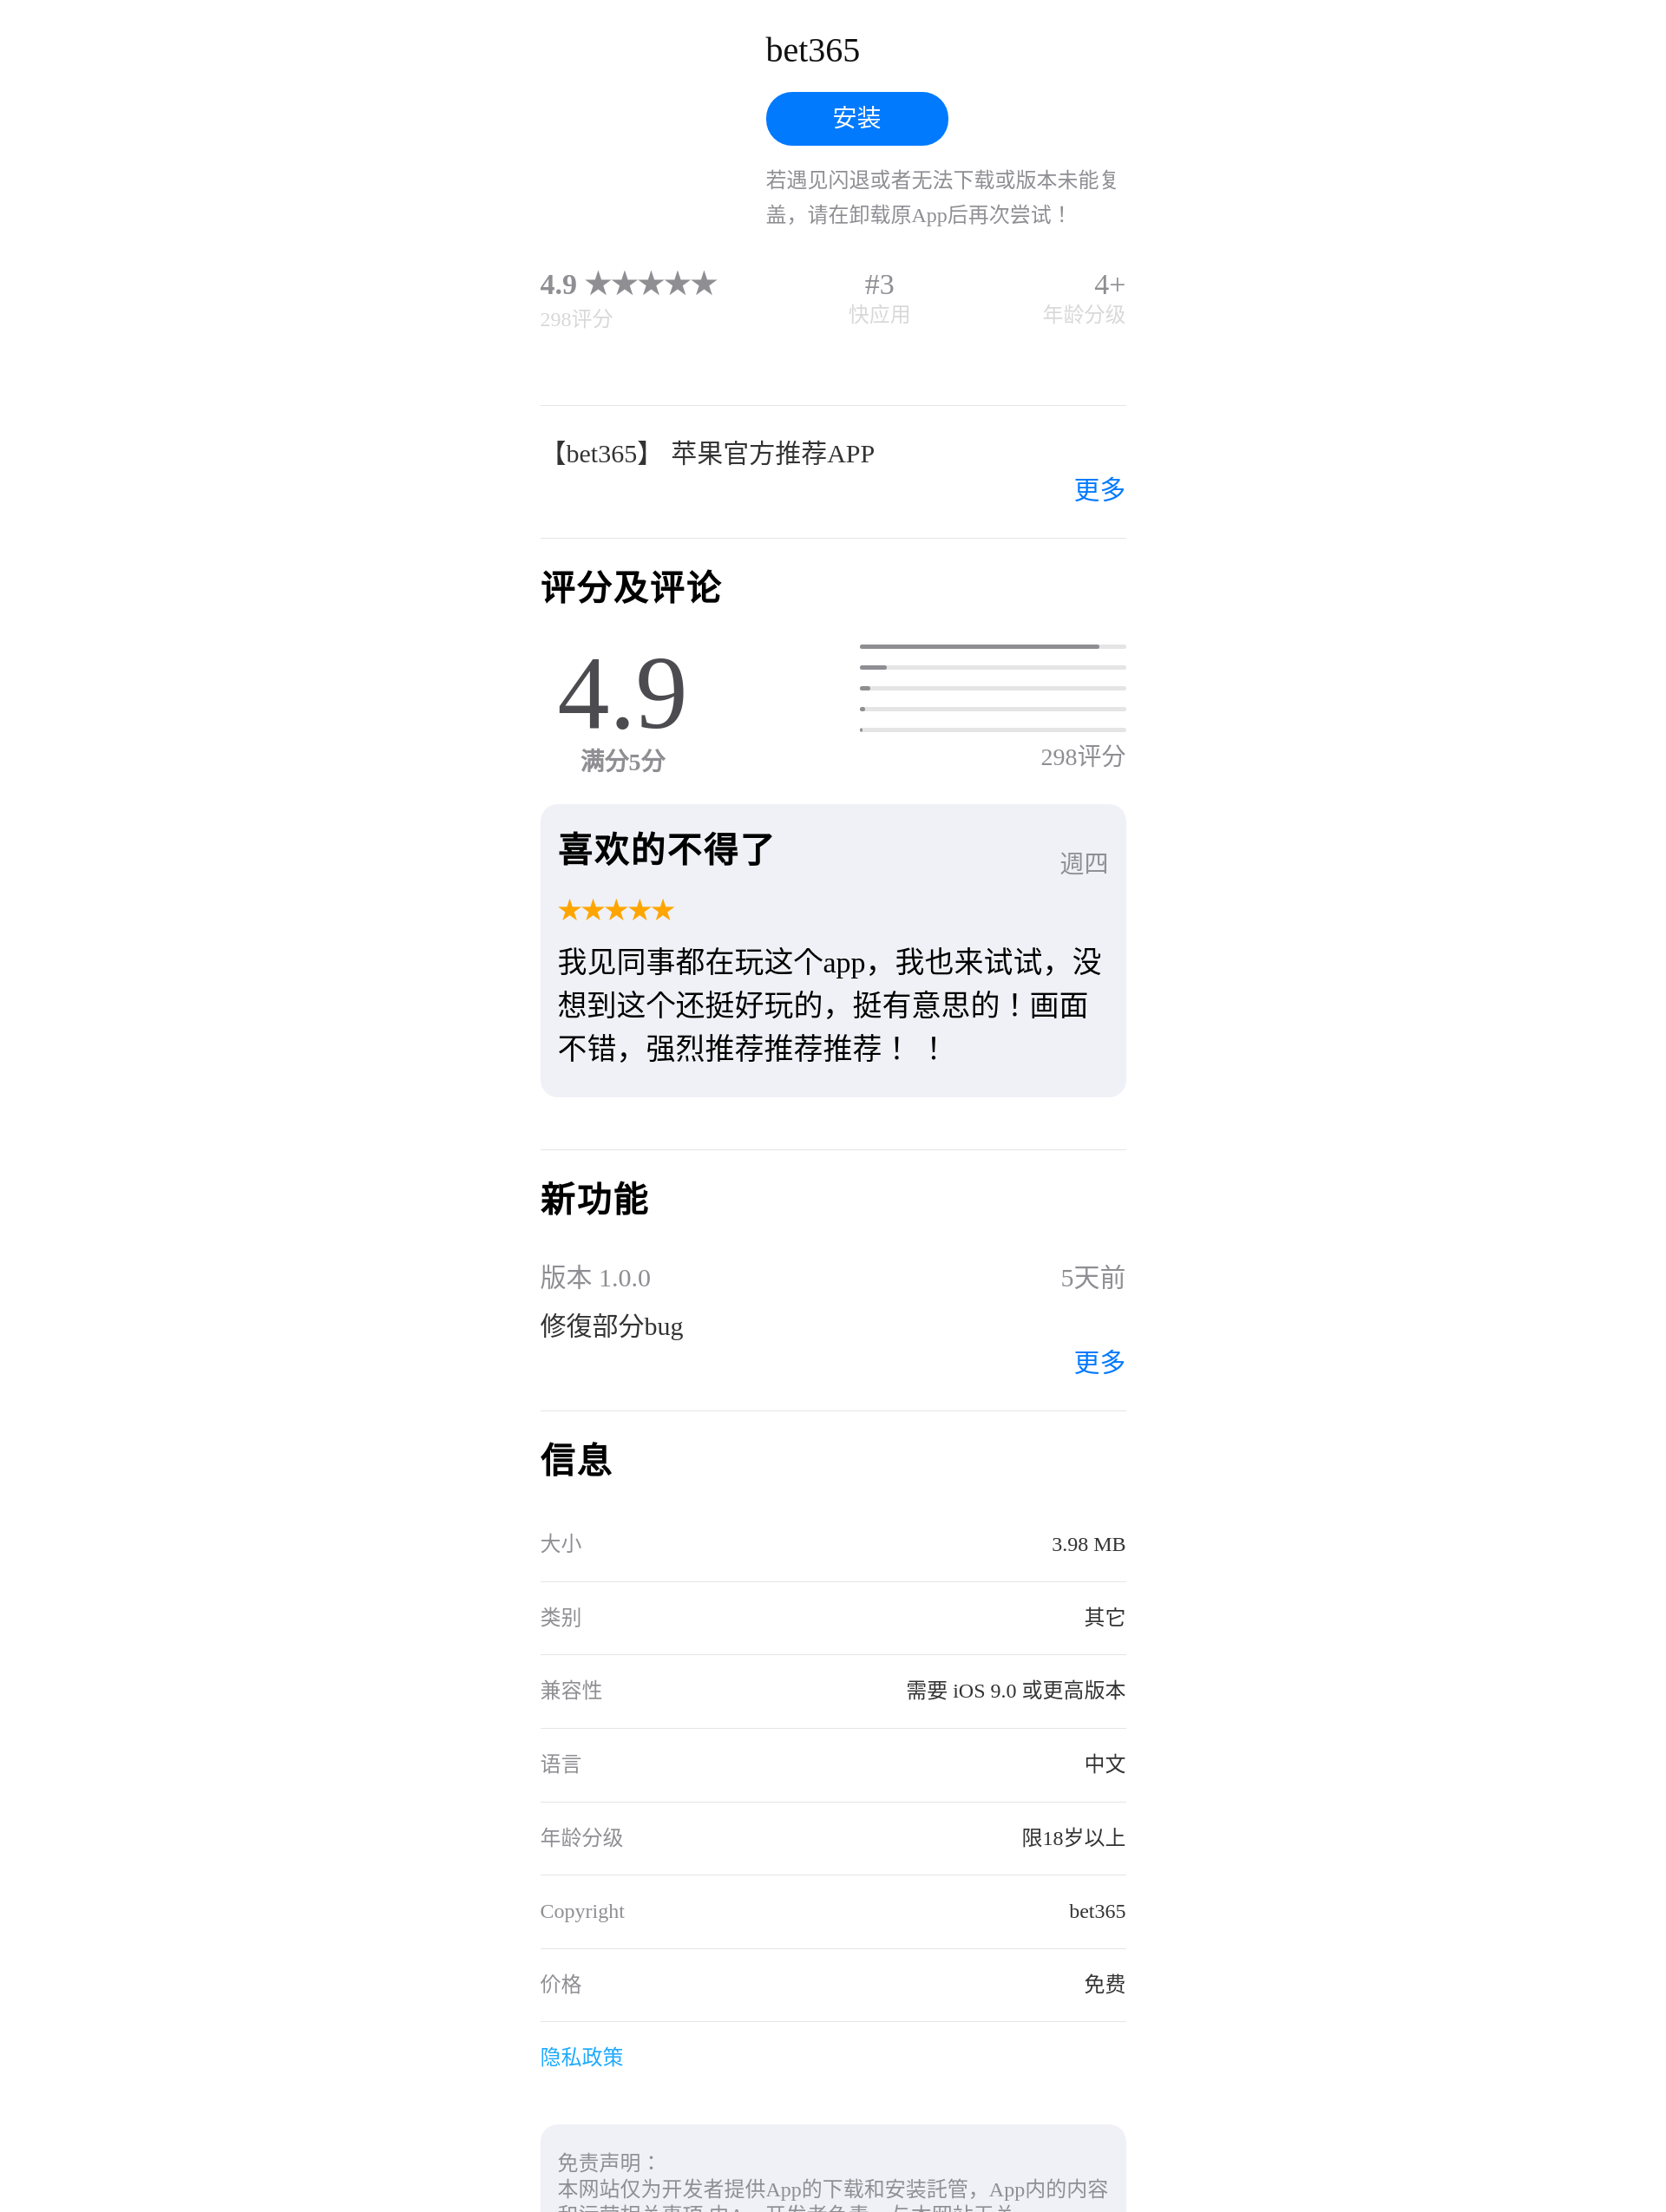 bet365
安装
若遇见闪退或者无法下载或版本未能复
盖，请在卸载原App后再次尝试！
4.9 ★★★★★
298评分
#3
快应用
4+
年龄分级
【bet365】 苹果官方推荐APP
更多
评分及评论
4.9
满分5分
298评分
喜欢的不得了
週四
★★★★★
我见同事都在玩这个app，我也来试试，没
想到这个还挺好玩的，挺有意思的！画面
不错，强烈推荐推荐推荐！ ！
新功能
版本 1.0.0
5天前
修復部分bug
更多
信息
大小
3.98 MB
类别
其它
兼容性
需要 iOS 9.0 或更高版本
语言
中文
年龄分级
限18岁以上
Copyright
bet365
价格
免费
隐私政策
免责声明：
本网站仅为开发者提供App的下载和安装託管，App内的内容